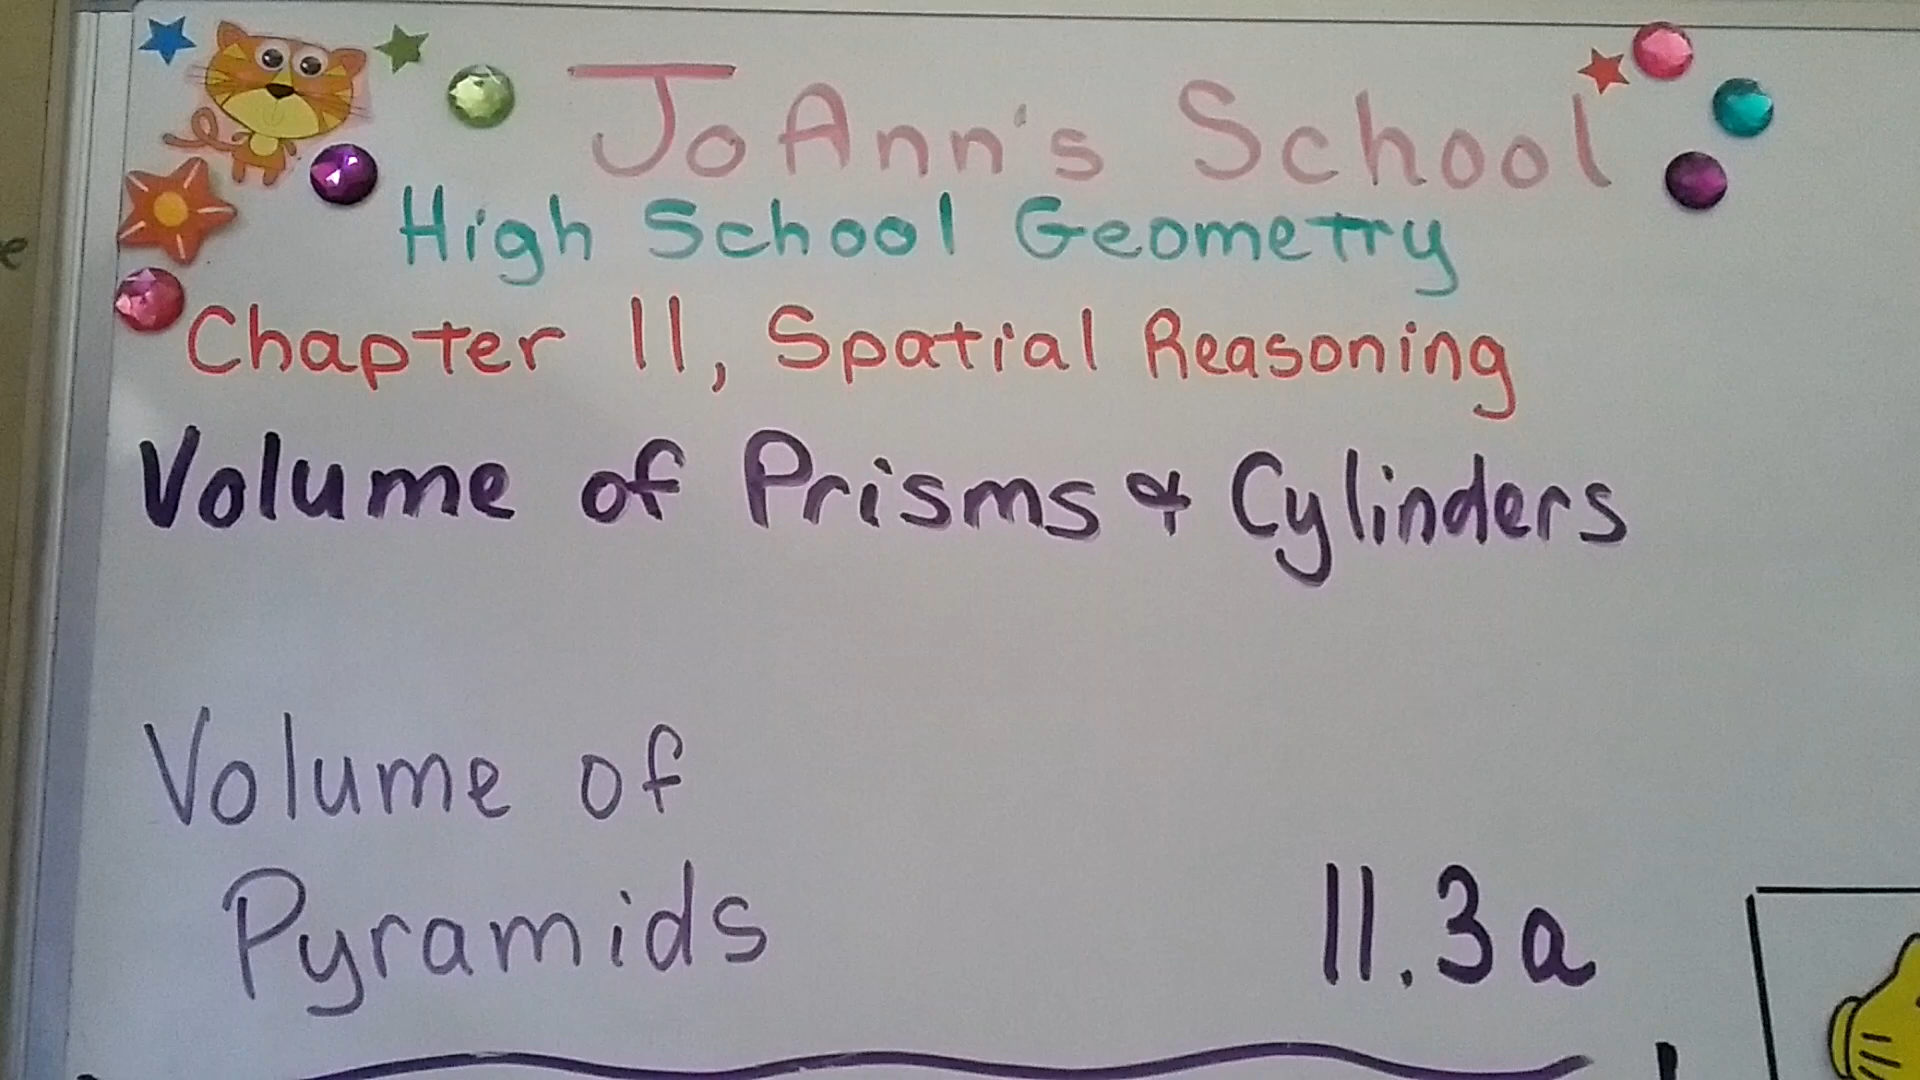 JoAnn's School
High School Geometry
Chapter 11, Spatial Reasoning
Volume of Prisms & Cylinders
Volume of
Pyramids
11.3a